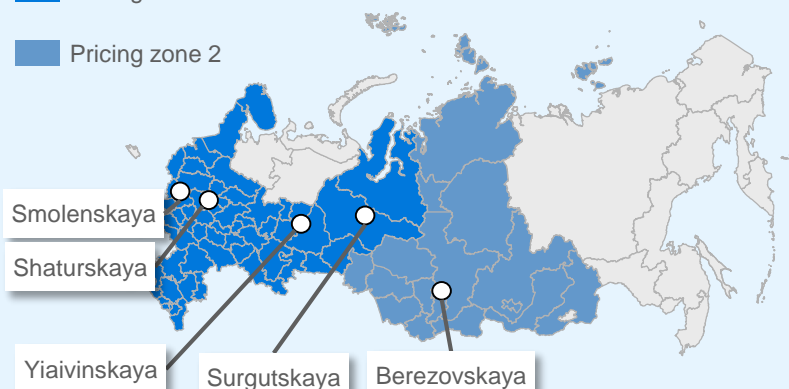 Pricing zone 2
Smolenskaya
Shaturskaya
Yiaivinskaya
Surgutskaya
Berezovskaya